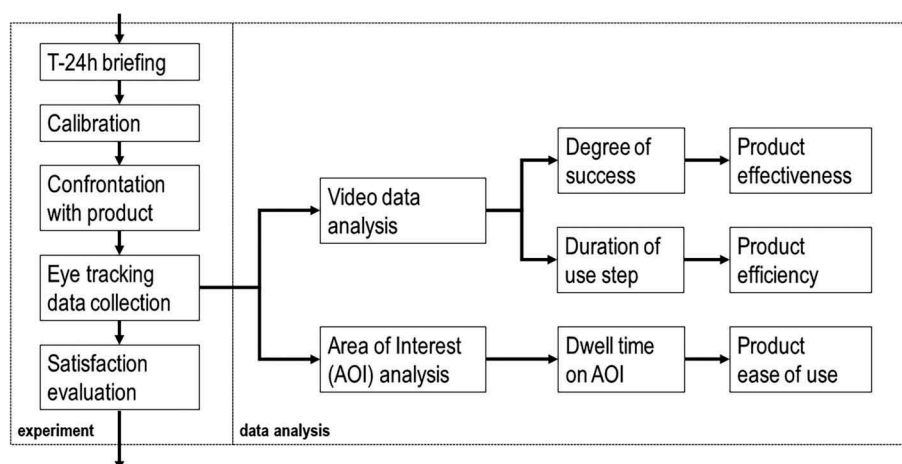 T-24h briefing
Calibration
Confrontation
with product
Eye tracking
data collection
Satisfaction
evaluation
experiment
Video data
analysis
Area of Interest
(AOI) analysis
Degree of
success
Duration of
use step
Dwell time
on AOI
Product
effectiveness
Product
efficiency
Product
ease of use
data analysis